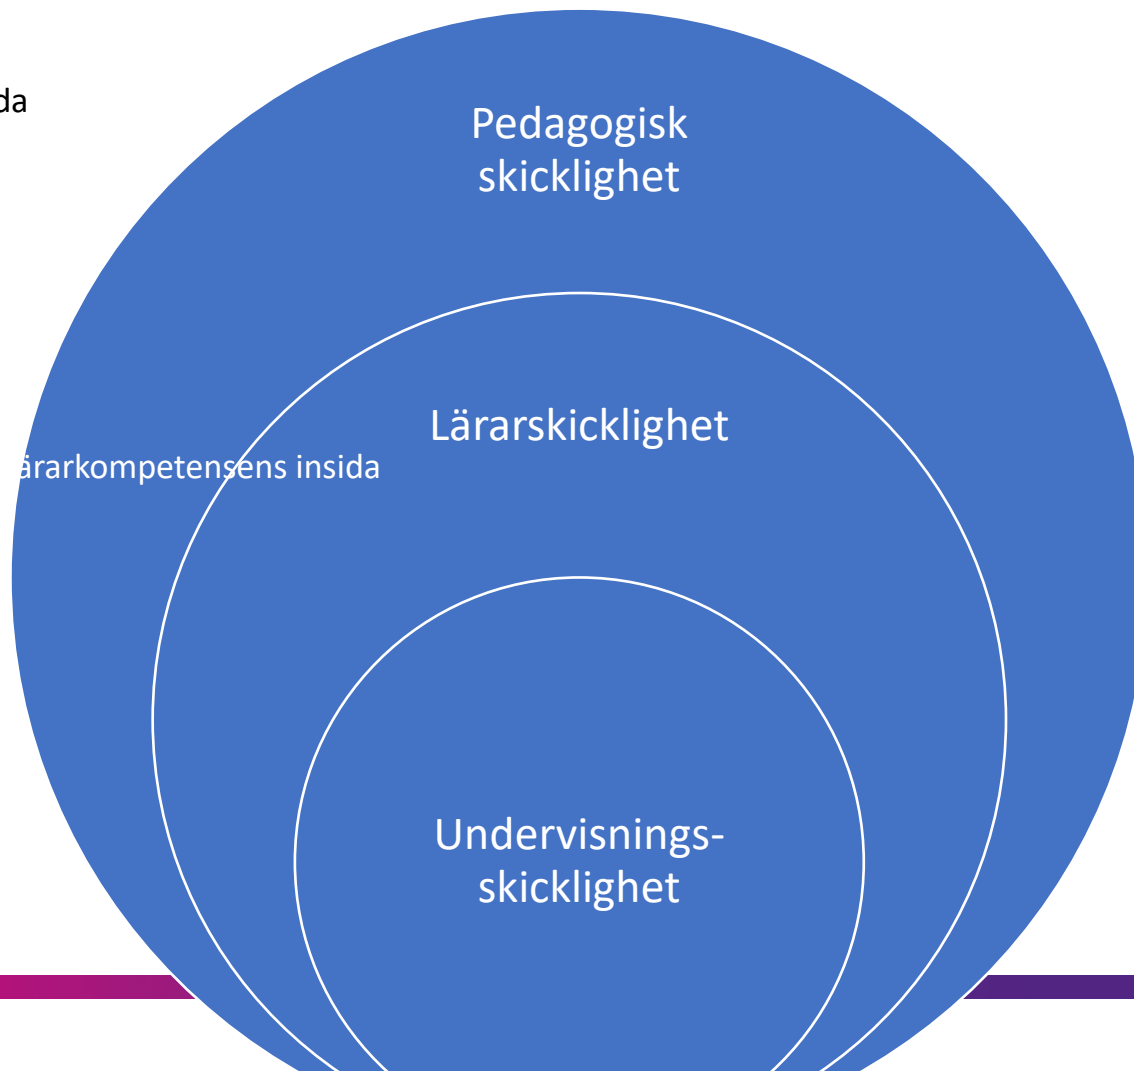 da
Pedagogisk
skicklighet
Lärarskicklighet
ärarkompetensens insida
Undervisnings-
skicklighet